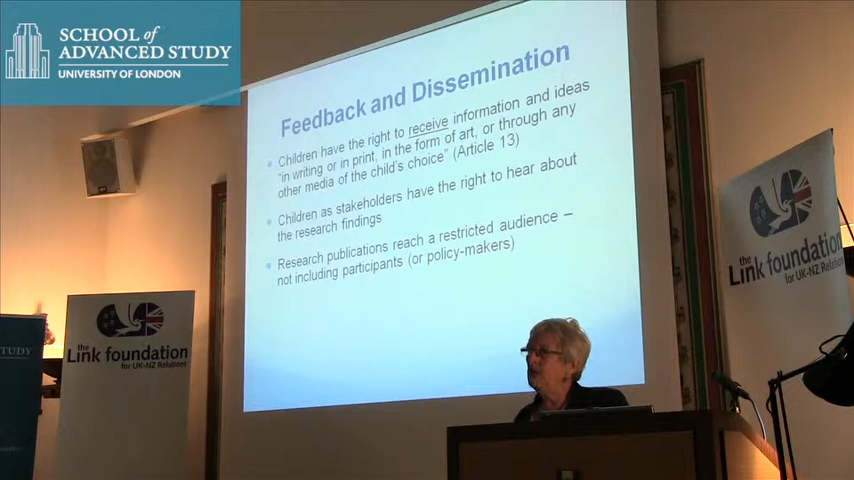 SCHOOL of
ADVANCED STUDY
UNIVERSITY OF LONDON
Feedback and Dissemination
Children have the right to receive information and ideas
"in writing or in print, in the form of art, or through any
other media of the child's choice" (Article 13)
Children as stakeholders have the right to hear about
the research findings
Research publications reach a restricted audience –
not including participants (or policy-makers)
STUDY
the
Link foundation
for UK-NZ Relations
the
Link foundation
for UK-NZ Relations